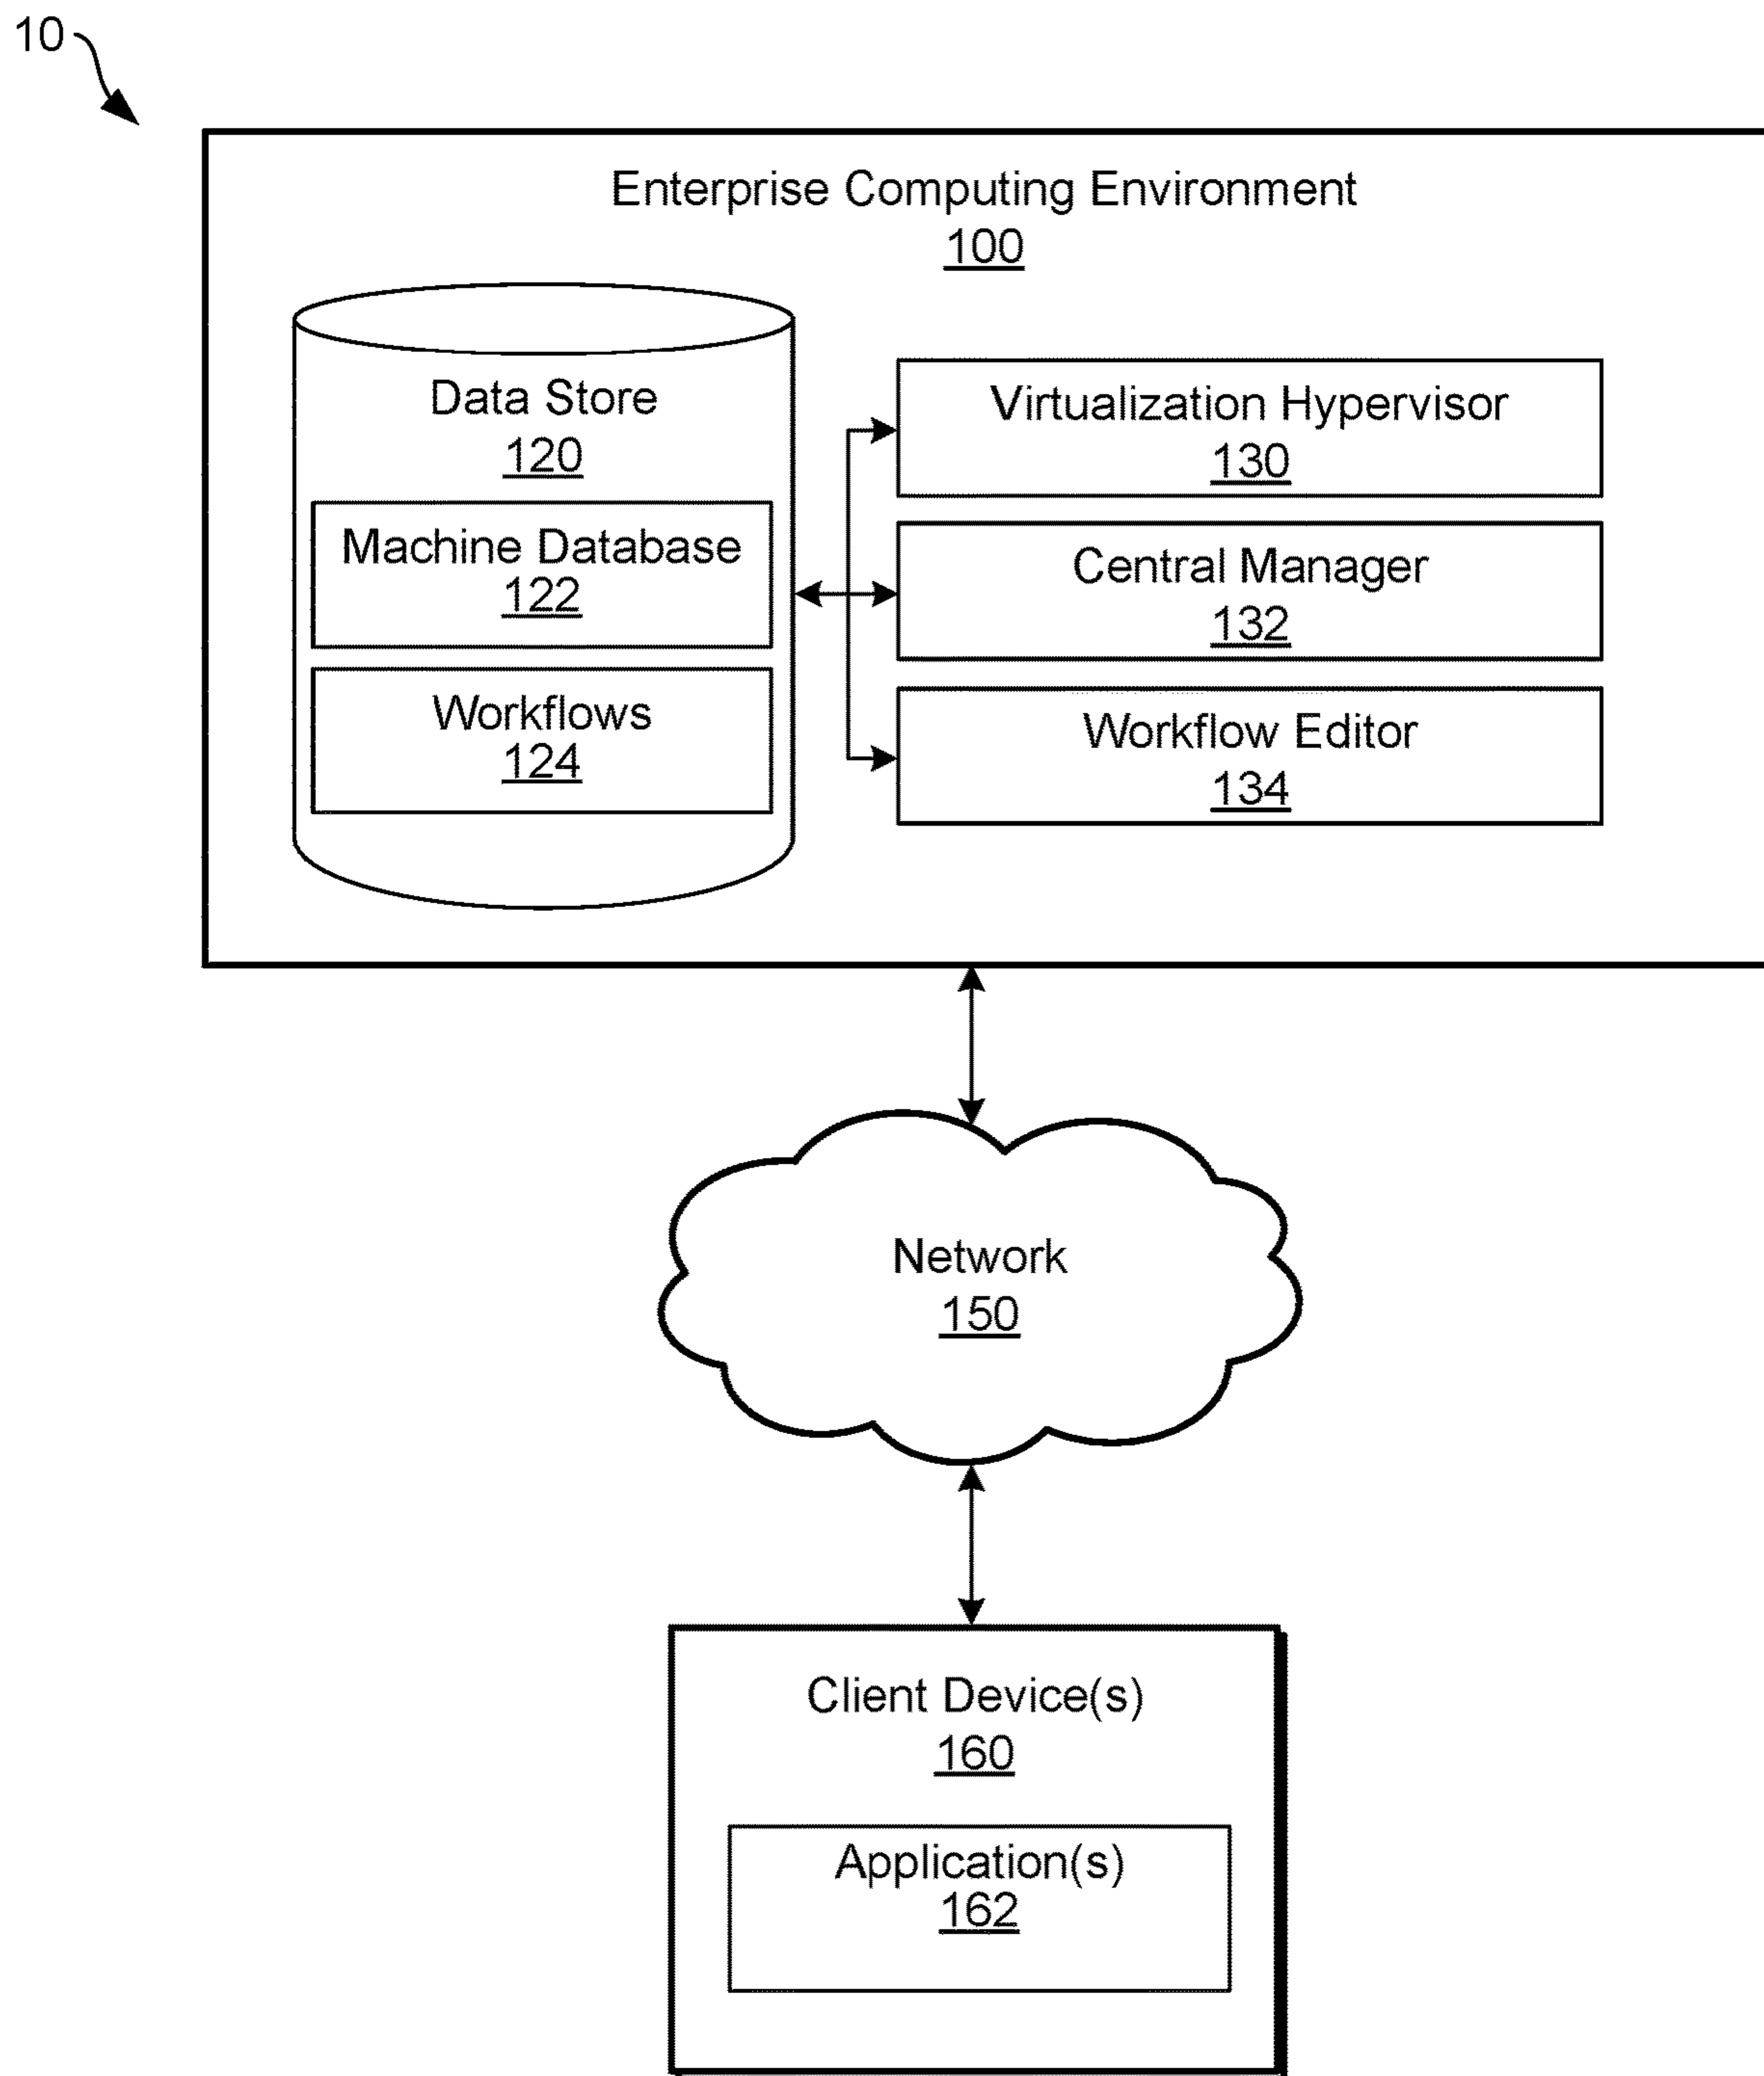 10
Enterprise Computing Environment
100
Data Store
120
Machine Database
122
Workflows
124
Virtualization Hypervisor
130
Central Manager
132
Workflow Editor
134
Network
150
Client Device(s)
160
Application(s)
162